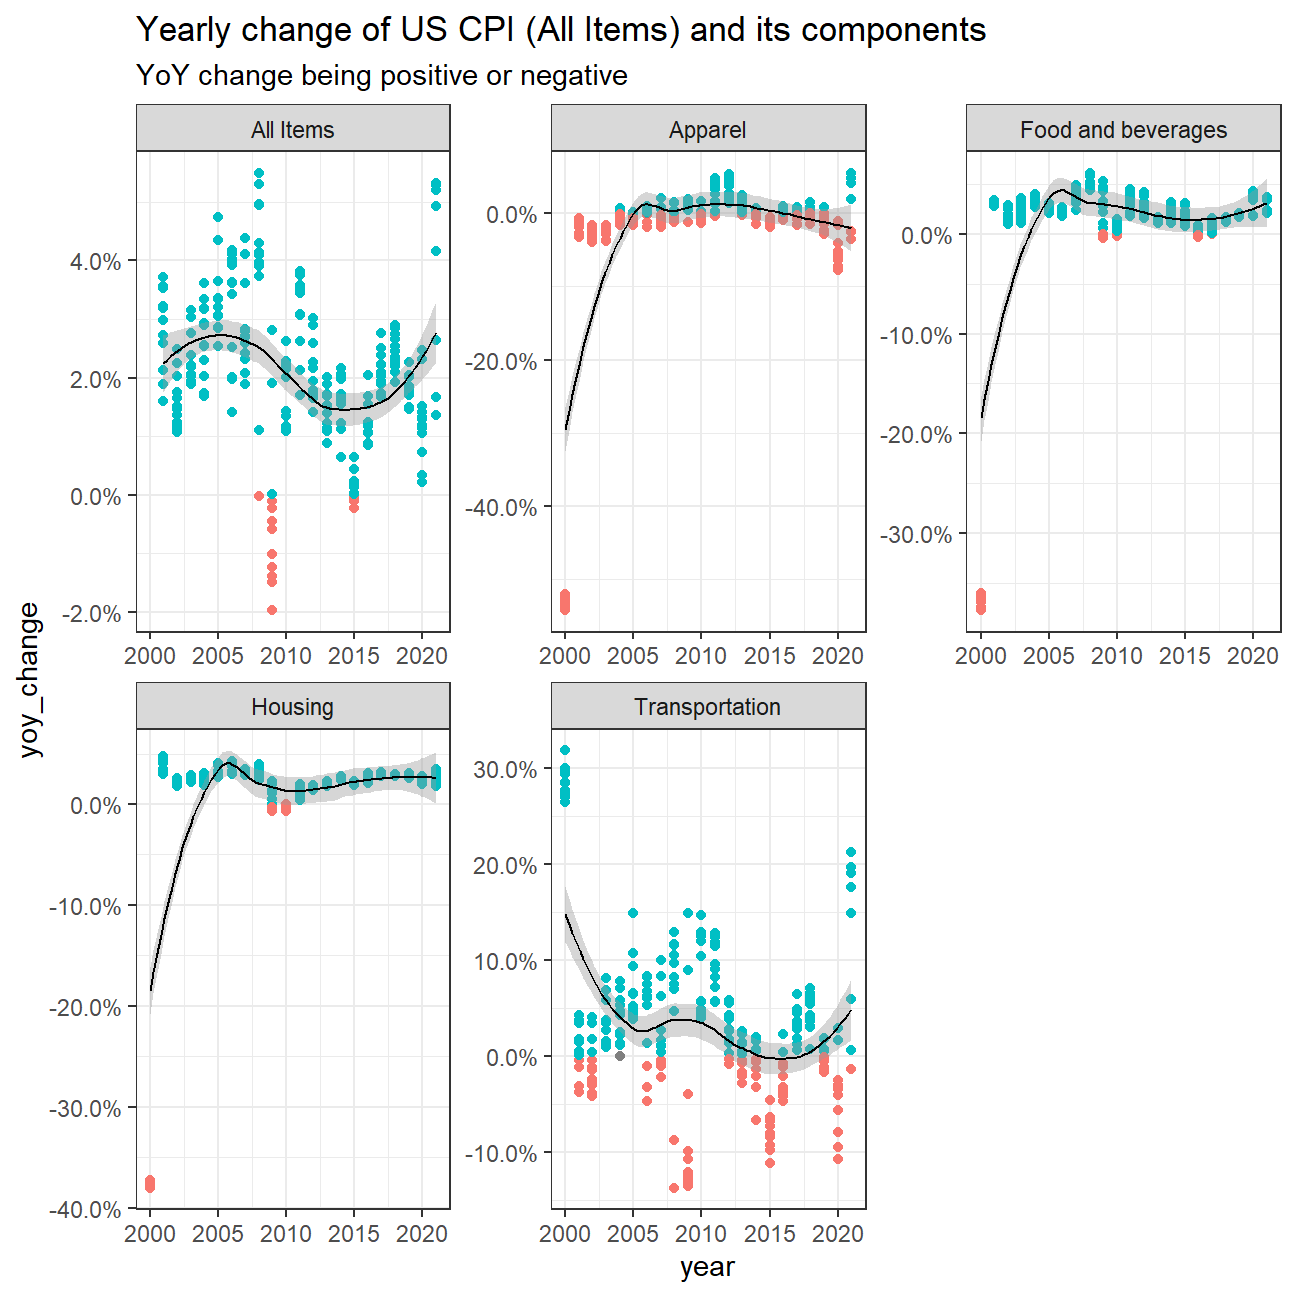 Yearly change of US CPI (All Items) and its components
YoY change being positive or negative
All Items
Apparel
Food and beverages
4.0%
2.0%
0.0%
-2.0%
0.0%
-20.0%
-40.0%
0.0%
-10.0%
-20.0%
-30.0%
2000 2005 2010 2015 2020
2000 2005 2010 2015 2020
2000 2005 2010 2015 2020
yoy_change
Housing
Transportation
0.0%
-10.0%
-20.0%
-30.0%
-40.0%
30.0%
20.0%
10.0%
0.0%
-10.0%
2000 2005 2010 2015 2020
2000 2005 2010 2015 2020
year